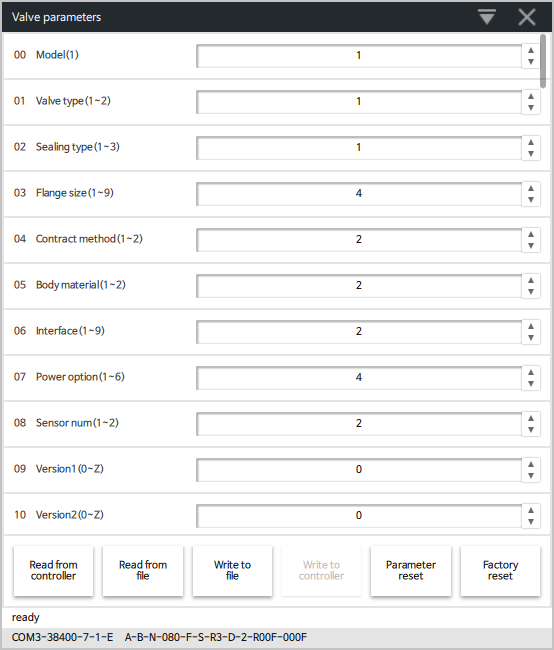 Valve parameters
00 Model(1) 1
01 Valve type(1~2) 1
02 Sealing type(1~3) 1
03 Flange size(1~9) 4
04 Contract method(1~2) 2
05 Body material(1~2) 2
06 Interface(1~9) 2
07 Power option(1~6) 4
08 Sensor num(1~2) 2
09 Version1(0~Z) 0
10 Version2(0~Z) 0
Read from
controller
Read from
file
Write to
file
Write to
controller
Parameter
reset
Factory
reset
ready
COM3-38400-7-1-E A-B-N-080-F-S-R3-D-2-R00F-000F